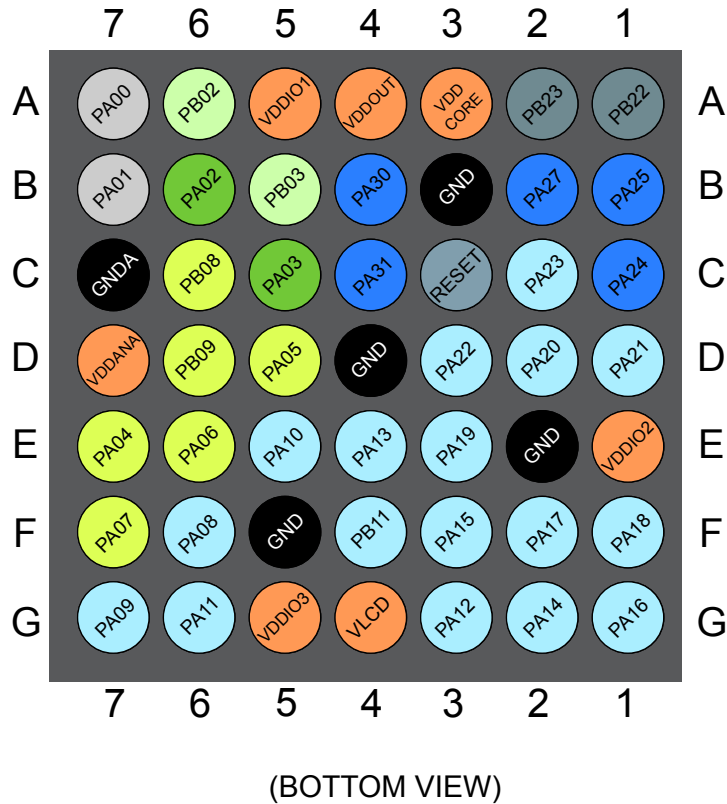 7 6 5 4 3 2 1
A PA00 PB02 VDDIO1 VDDOUT VDD CORE PB23 PB22 A
B PA01 PA02 PB03 PA30 GND PA27 PA25 B
C GNDA PB08 PA03 PA31 RESET PA23 PA24 C
D VDDANA PB09 PA05 GND PA22 PA20 PA21 D
E PA04 PA06 PA10 PA13 PA19 GND VDDIO2 E
F PA07 PA08 GND PB11 PA15 PA17 PA18 F
G PA09 PA11 VDDIO3 VLCD PA12 PA14 PA16 G
7 6 5 4 3 2 1
(BOTTOM VIEW)